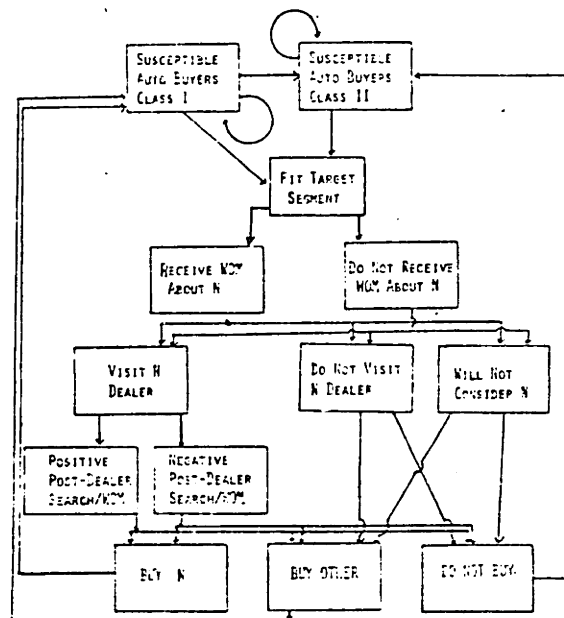 SUSCEPTIBLE
AUTO BUYERS
CLASS I
SUSCEPTIBLE
AUTO BUYERS
CLASS II
FIT TARGET
SEGMENT
RECEIVE WOM
ABOUT N
DO NOT RECEIVE
WOM ABOUT N
VISIT N
DEALER
DO NOT VISIT
N DEALER
WILL NOT
CONSIDER N
POSITIVE
POST-DEALER
SEARCH/WOM
NEGATIVE
POST-DEALER
SEARCH/WOM
BUY N
BUY OTHER
DO NOT BUY